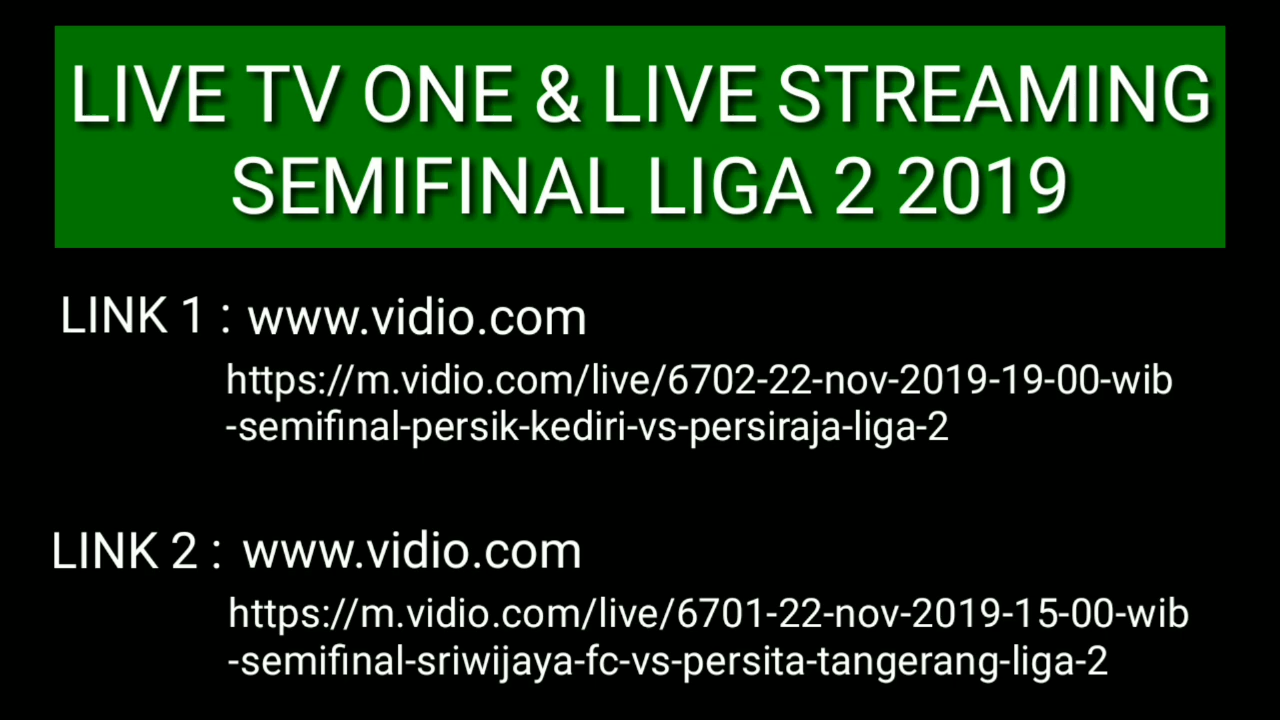 LIVE TV ONE & LIVE STREAMING
SEMIFINAL LIGA 2 2019
LINK 1 : www.vidio.com
https://m.vidio.com/live/6702-22-nov-2019-19-00-wib
-semifinal-persik-kediri-vs-persiraja-liga-2
LINK 2 : www.vidio.com
https://m.vidio.com/live/6701-22-nov-2019-15-00-wib
-semifinal-sriwijaya-fc-vs-persita-tangerang-liga-2